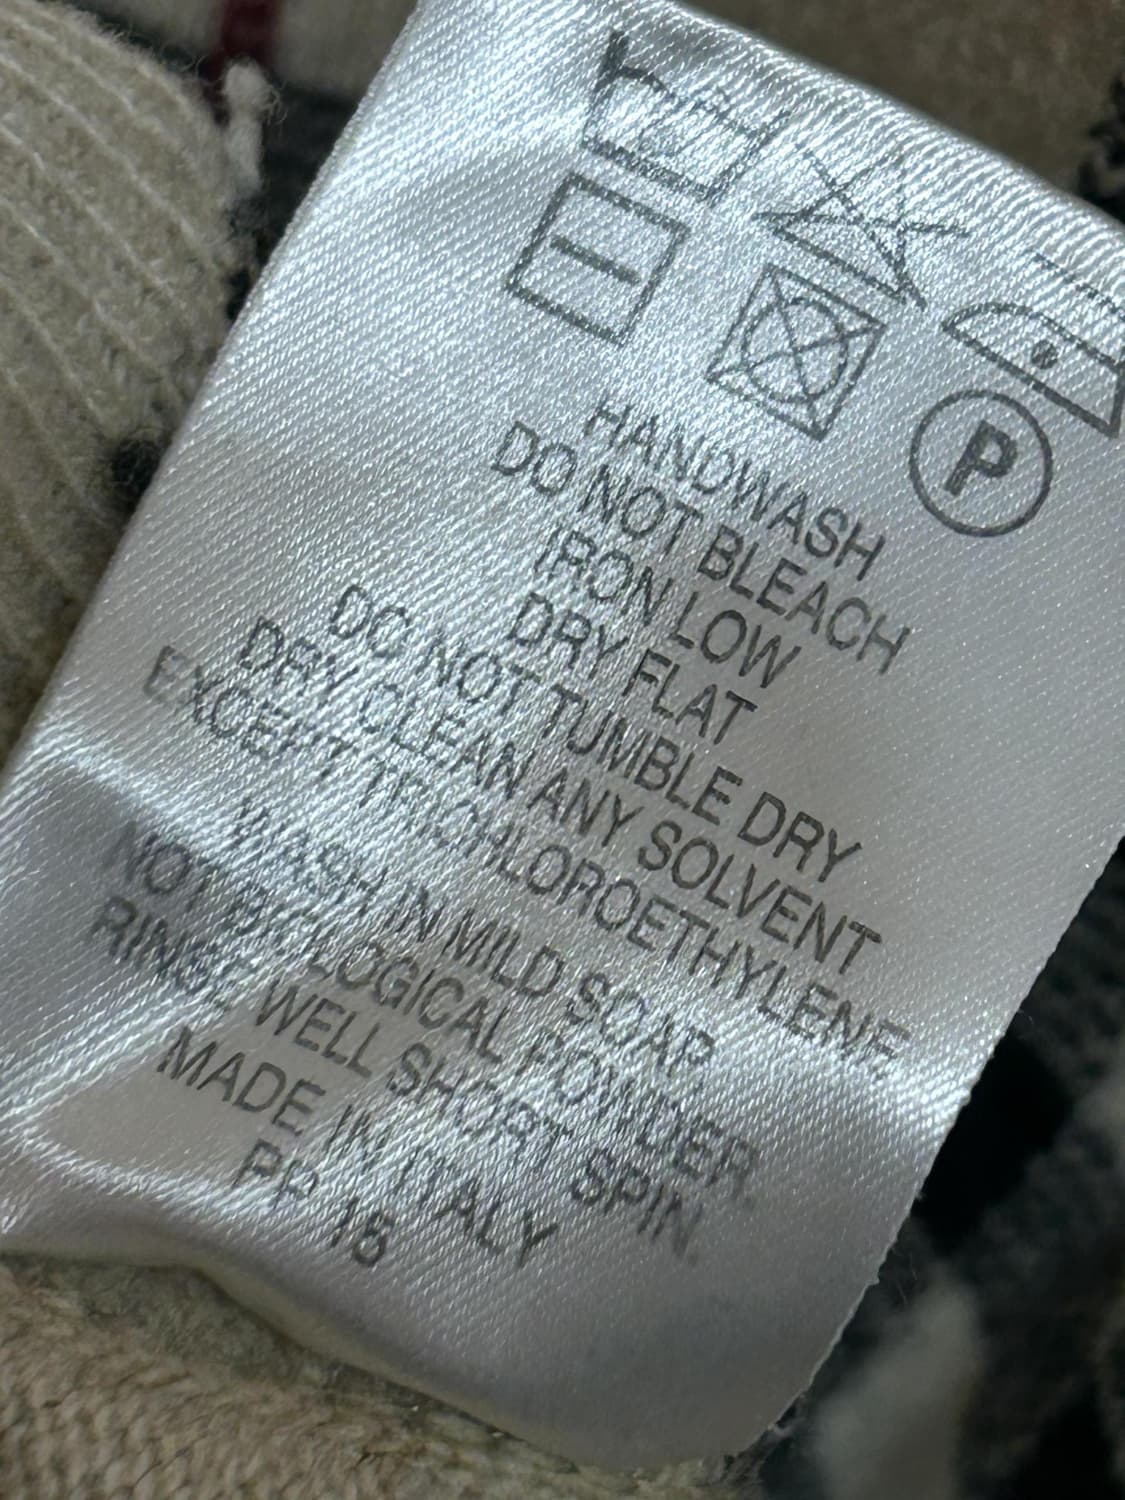 P
HANDWASH
DO NOT BLEACH
IRON LOW
DRY FLAT
DO NOT TUMBLE DRY
DRY CLEAN ANY SOLVENT
EXCEPT TRICHLOROETHYLENE
WASH IN MILD SOAP,
NOT BIOLOGICAL POWDER.
RINSE WELL SHORT SPIN.
MADE IN ITALY
PP 16